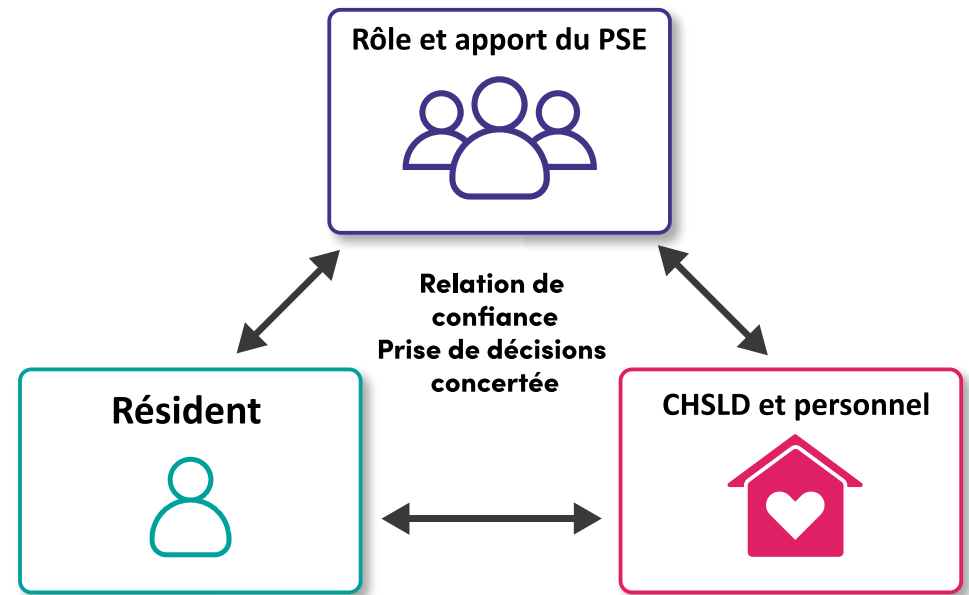 Rôle et apport du PSE
Relation de
confiance
Prise de décisions
concertée
Résident
CHSLD et personnel